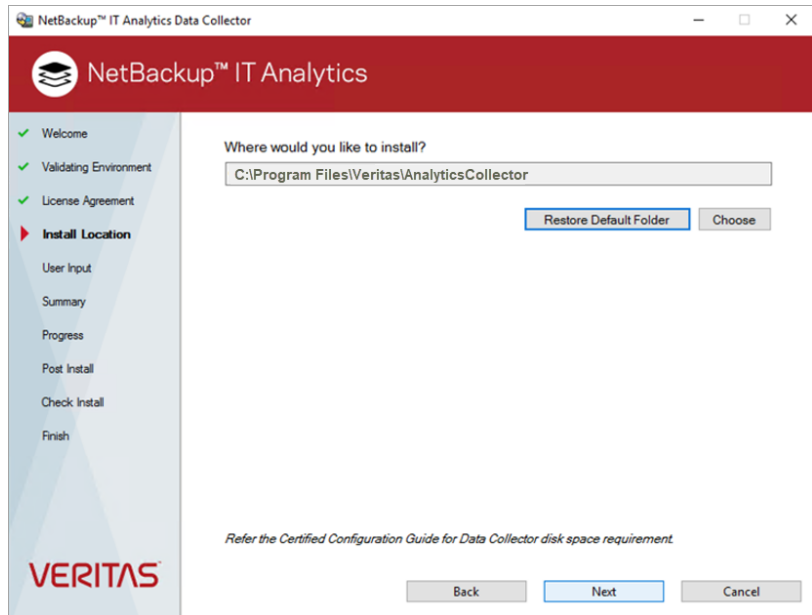 NetBackup™ IT Analytics Data Collector
NetBackup™ IT Analytics
Welcome
Validating Environment
License Agreement
Install Location
User Input
Summary
Progress
Post Install
Check Install
Finish
Where would you like to install?
C:\Program Files\Veritas\AnalyticsCollector
Restore Default Folder Choose
Refer the Certified Configuration Guide for Data Collector disk space requirement.
VERITAS
Back Next Cancel